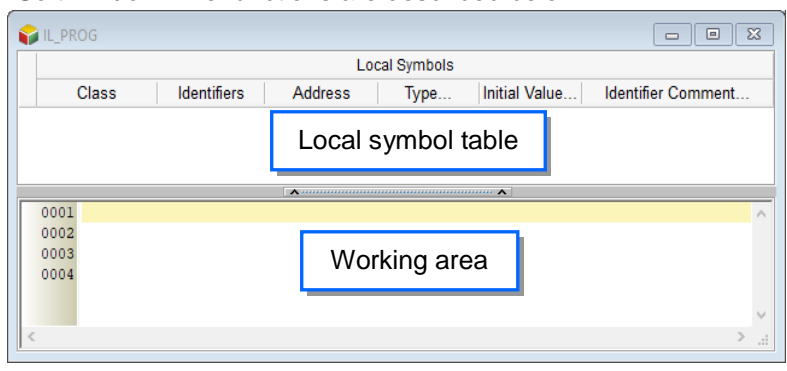 IL_PROG
Local Symbols
Class Identifiers Address Type... Initial Value... Identifier Comment...
Local symbol table
0001
0002
0003
0004
Working area